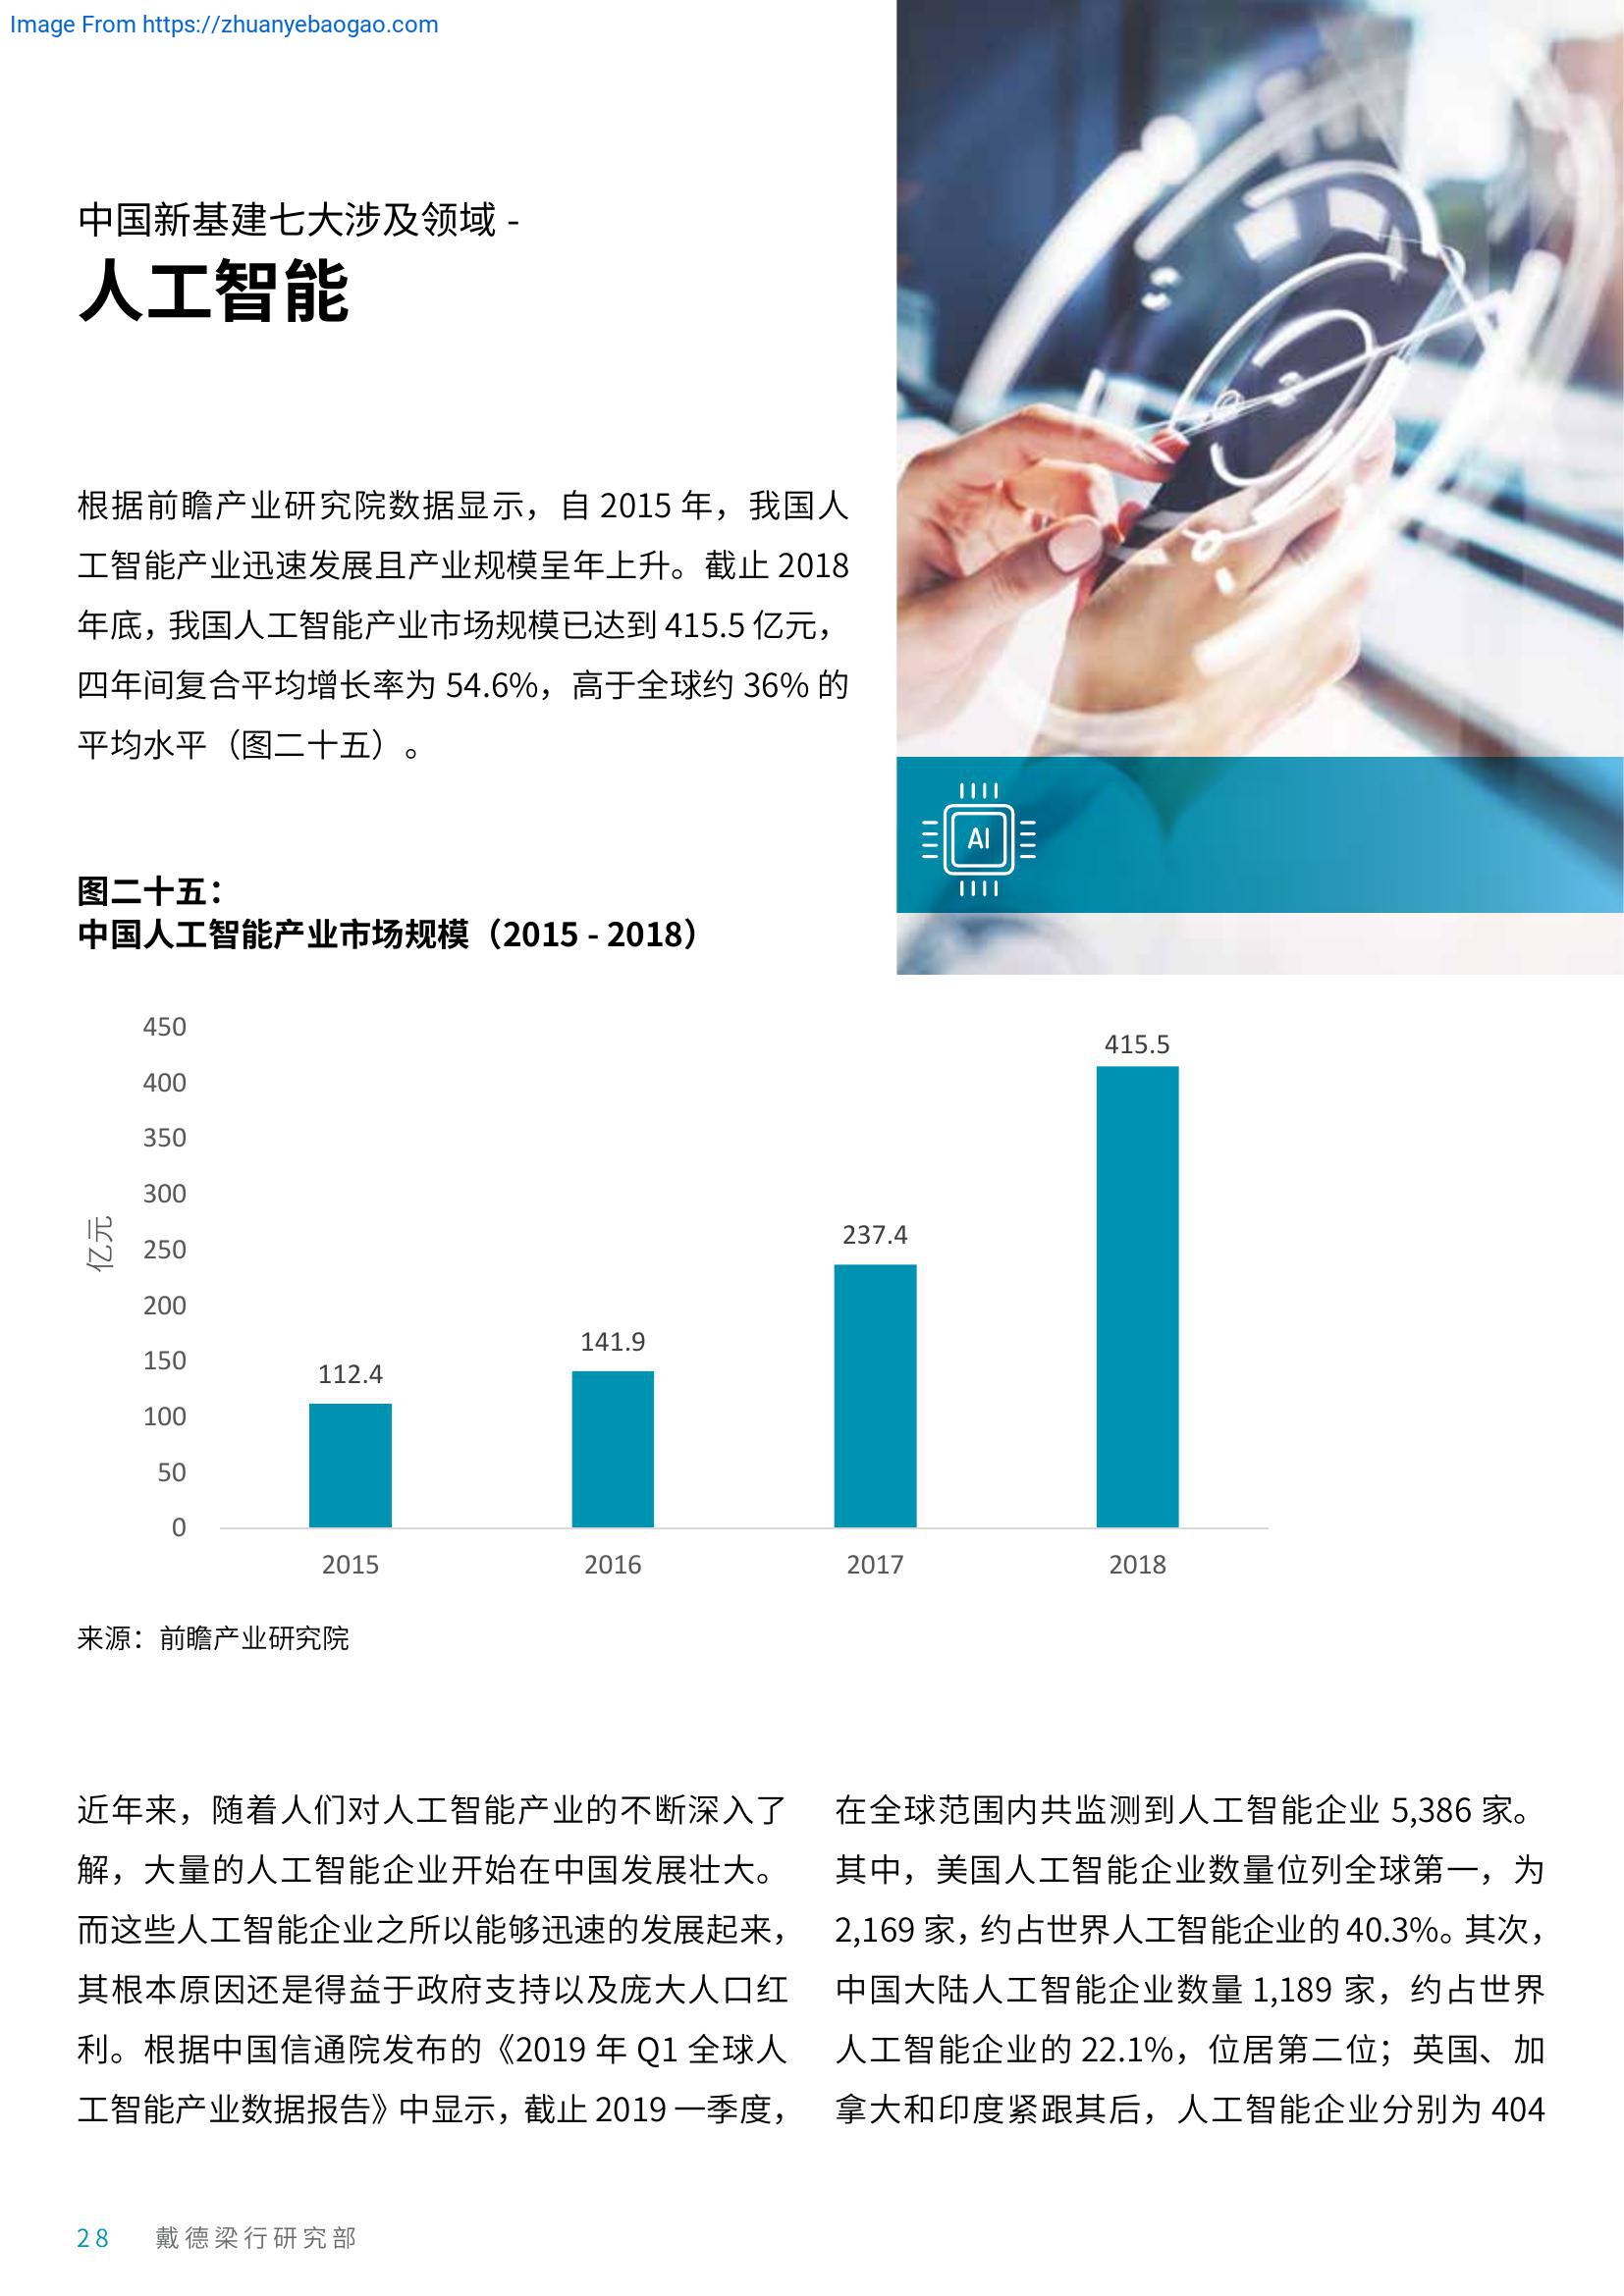 Image From https://zhuanyebaogao.com
中国新基建七大涉及领域 -
人工智能
根据前瞻产业研究院数据显示，自 2015 年，我国人
工智能产业迅速发展且产业规模呈年上升。截止 2018
年底，我国人工智能产业市场规模已达到 415.5 亿元，
四年间复合平均增长率为 54.6%，高于全球约 36% 的
平均水平（图二十五）。
AI
图二十五：
中国人工智能产业市场规模（2015 - 2018）
亿元
450
400
350
300
250
200
150
100
50
0
112.4
141.9
237.4
415.5
2015
2016
2017
2018
来源：前瞻产业研究院
近年来，随着人们对人工智能产业的不断深入了
解，大量的人工智能企业开始在中国发展壮大。
而这些人工智能企业之所以能够迅速的发展起来，
其根本原因还是得益于政府支持以及庞大人口红
利。根据中国信通院发布的《2019 年 Q1 全球人
工智能产业数据报告》中显示，截止 2019 一季度，
在全球范围内共监测到人工智能企业 5,386 家。
其中，美国人工智能企业数量位列全球第一，为
2,169 家，约占世界人工智能企业的 40.3%。其次，
中国大陆人工智能企业数量 1,189 家，约占世界
人工智能企业的 22.1%，位居第二位；英国、加
拿大和印度紧跟其后，人工智能企业分别为 404
28 戴德梁行研究部